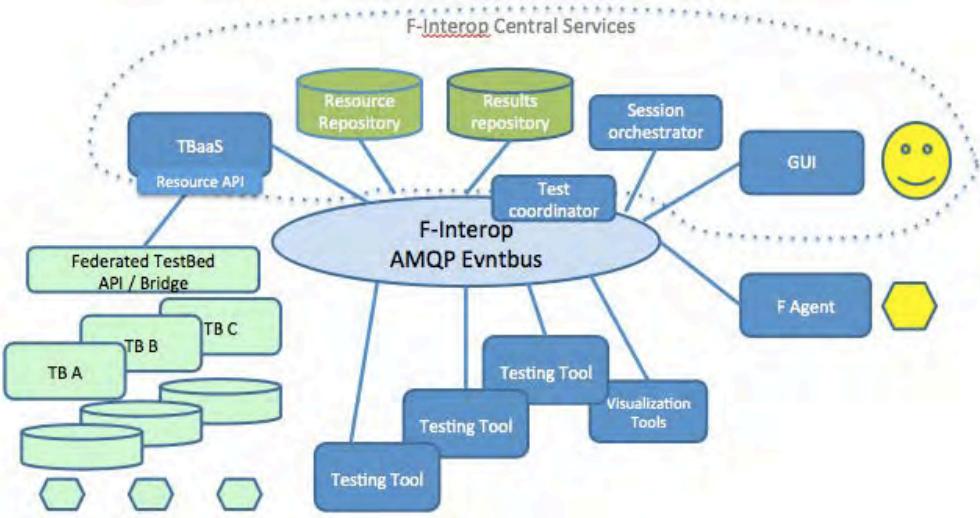 F-Interop Central Services
Resource
Repository
Results
repository
Session
orchestrator
TBaaS
Resource API
GUI
Test
coordinator
F-Interop
AMQP Evntbus
Federated TestBed
API / Bridge
F Agent
TB C
TB B
TB A
Testing Tool
Testing Tool
Testing Tool
Visualization
Tools